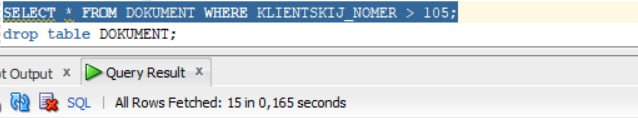 SELECT * FROM DOKUMENT WHERE KLIENTSKIJ_NOMER > 105;
drop table DOKUMENT;
t Output x Query Result x
SQL | All Rows Fetched: 15 in 0,165 seconds